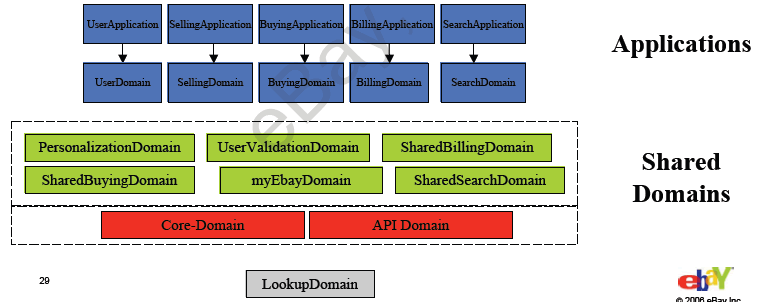 UserApplication SellingApplication BuyingApplication BillingApplication SearchApplication
Applications
UserDomain SellingDomain BuyingDomain BillingDomain SearchDomain
eBay
PersonalizationDomain UserValidationDomain SharedBillingDomain
Shared
Domains
SharedBuyingDomain myEbayDomain SharedSearchDomain
Core-Domain API Domain
29
LookupDomain
ebaY
© 2006 eBay Inc